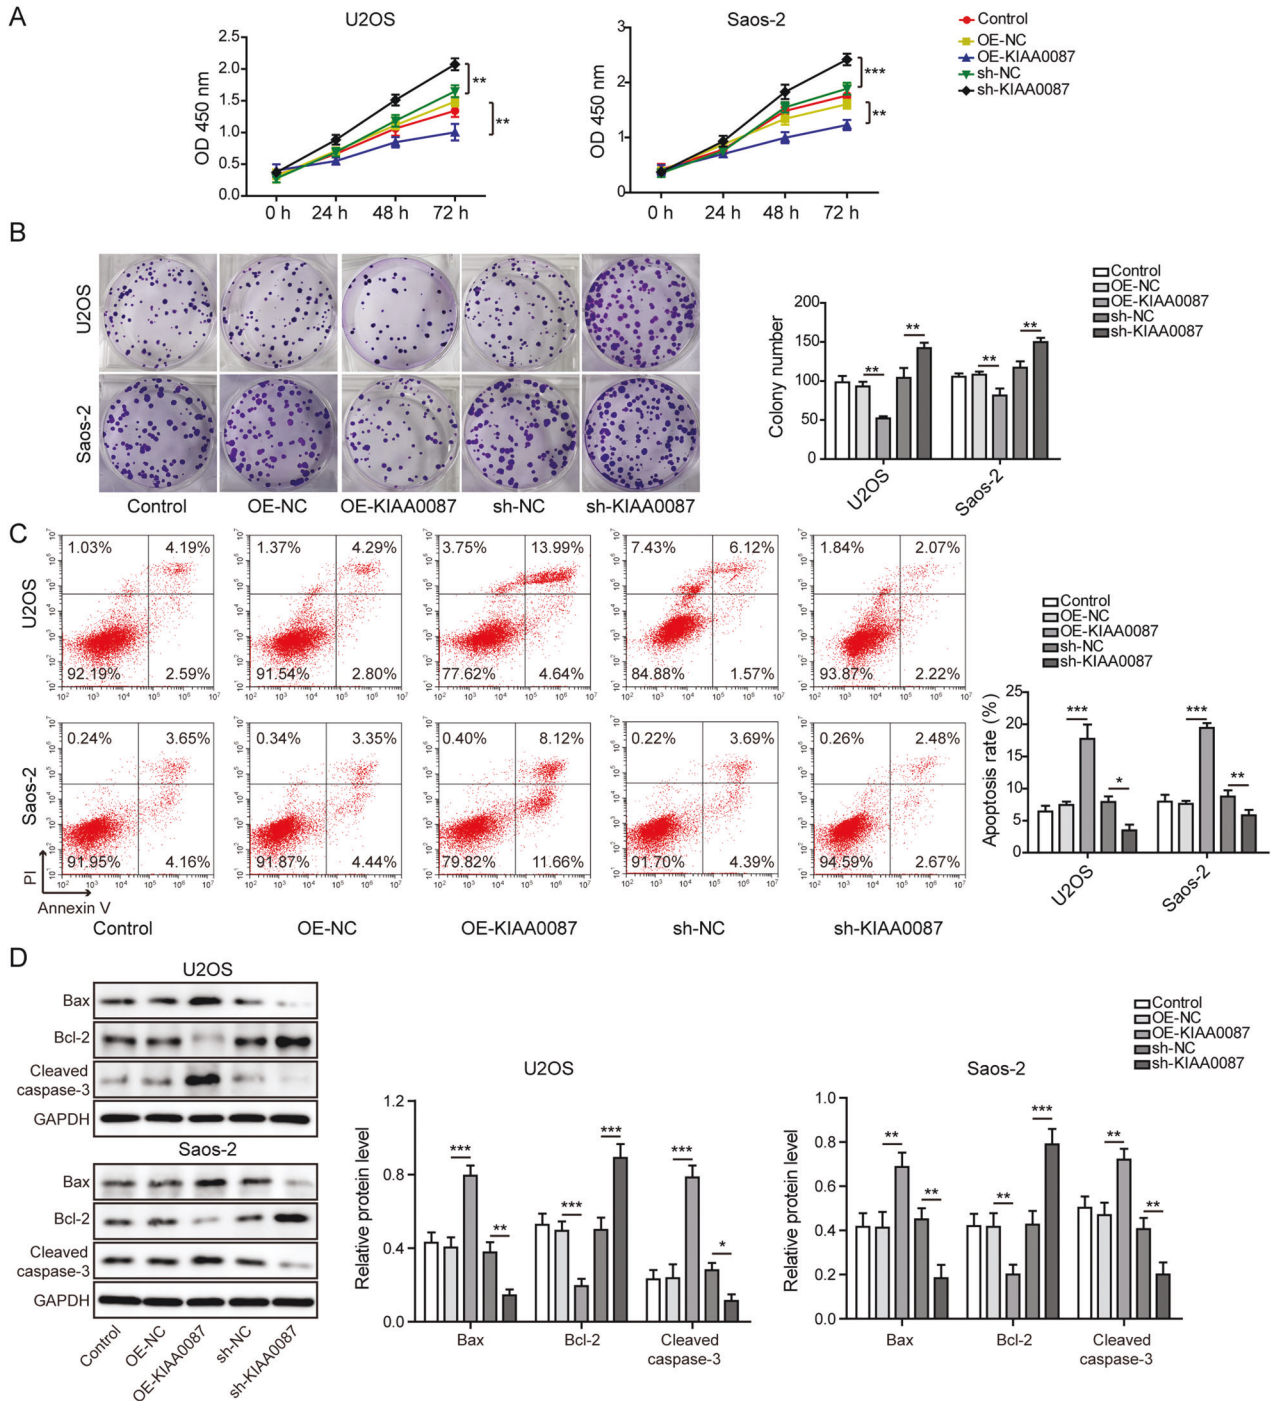 A
U2OS
Saos-2
OD 450 nm
2.5
2.0
1.5
1.0
0.5
0.0
0 h 24 h 48 h 72 h
**
**
OD 450 nm
3
2
1
0
0 h 24 h 48 h 72 h
***
**
Control
OE-NC
OE-KIAA0087
sh-NC
sh-KIAA0087
B
U2OS
Saos-2
Control OE-NC OE-KIAA0087 sh-NC sh-KIAA0087
Colony number
200
150
100
50
0
** ** ** **
U2OS Saos-2
Control
OE-NC
OE-KIAA0087
sh-NC
sh-KIAA0087
C
U2OS
1.03% 4.19% 1.37% 4.29% 3.75% 13.99% 7.43% 6.12% 1.84% 2.07%
92.19% 2.59% 91.54% 2.80% 77.62% 4.64% 84.88% 1.57% 93.87% 2.22%
Saos-2
0.24% 3.65% 0.34% 3.35% 0.40% 8.12% 0.22% 3.69% 0.26% 2.48%
91.95% 4.16% 91.87% 4.44% 79.82% 11.66% 91.70% 4.39% 94.59% 2.67%
PI
Annexin V
Control OE-NC OE-KIAA0087 sh-NC sh-KIAA0087
Control
OE-NC
OE-KIAA0087
sh-NC
sh-KIAA0087
Apoptosis rate (%)
25
20
15
10
5
0
*** * *** **
U2OS Saos-2
D
U2OS
Bax
Bcl-2
Cleaved
caspase-3
GAPDH
Saos-2
Bax
Bcl-2
Cleaved
caspase-3
GAPDH
Control OE-NC OE-KIAA0087 sh-NC sh-KIAA0087
U2OS
Relative protein level
1.2
0.8
0.4
0.0
*** ** *** *** *** *
Bax Bcl-2 Cleaved
caspase-3
Saos-2
Relative protein level
1.0
0.8
0.6
0.4
0.2
0.0
** ** ** *** ** **
Bax Bcl-2 Cleaved
caspase-3
Control
OE-NC
OE-KIAA0087
sh-NC
sh-KIAA0087